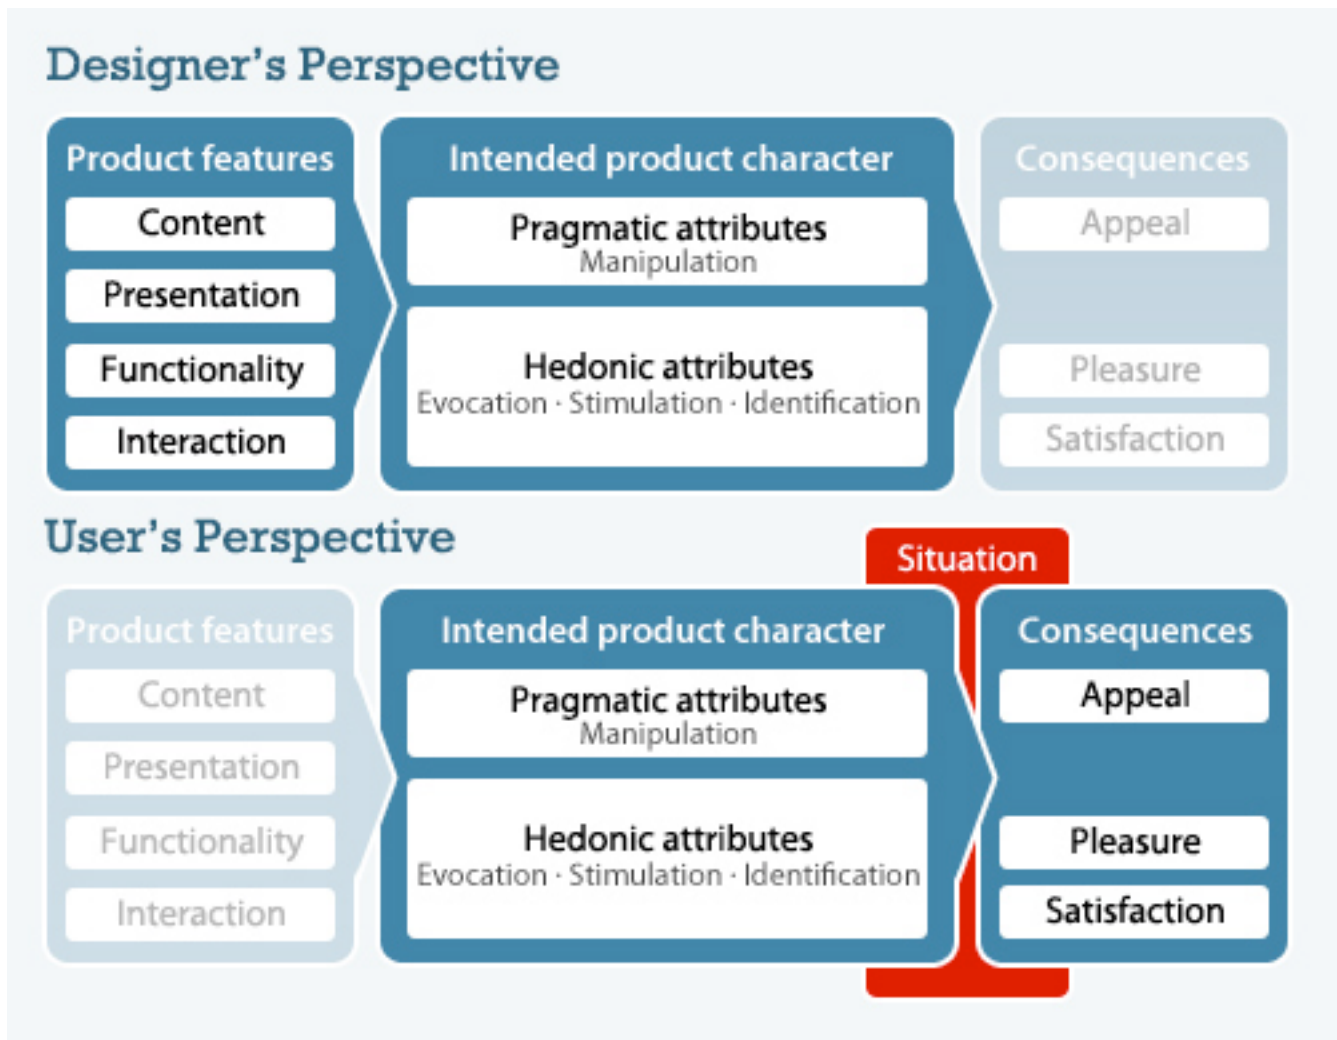 Designer's Perspective
Product features
Content
Presentation
Functionality
Interaction
Intended product character
Pragmatic attributes
Manipulation
Hedonic attributes
Evocation · Stimulation · Identification
Consequences
Appeal
Pleasure
Satisfaction
User's Perspective
Product features
Content
Presentation
Functionality
Interaction
Intended product character
Pragmatic attributes
Manipulation
Hedonic attributes
Evocation · Stimulation · Identification
Situation
Consequences
Appeal
Pleasure
Satisfaction